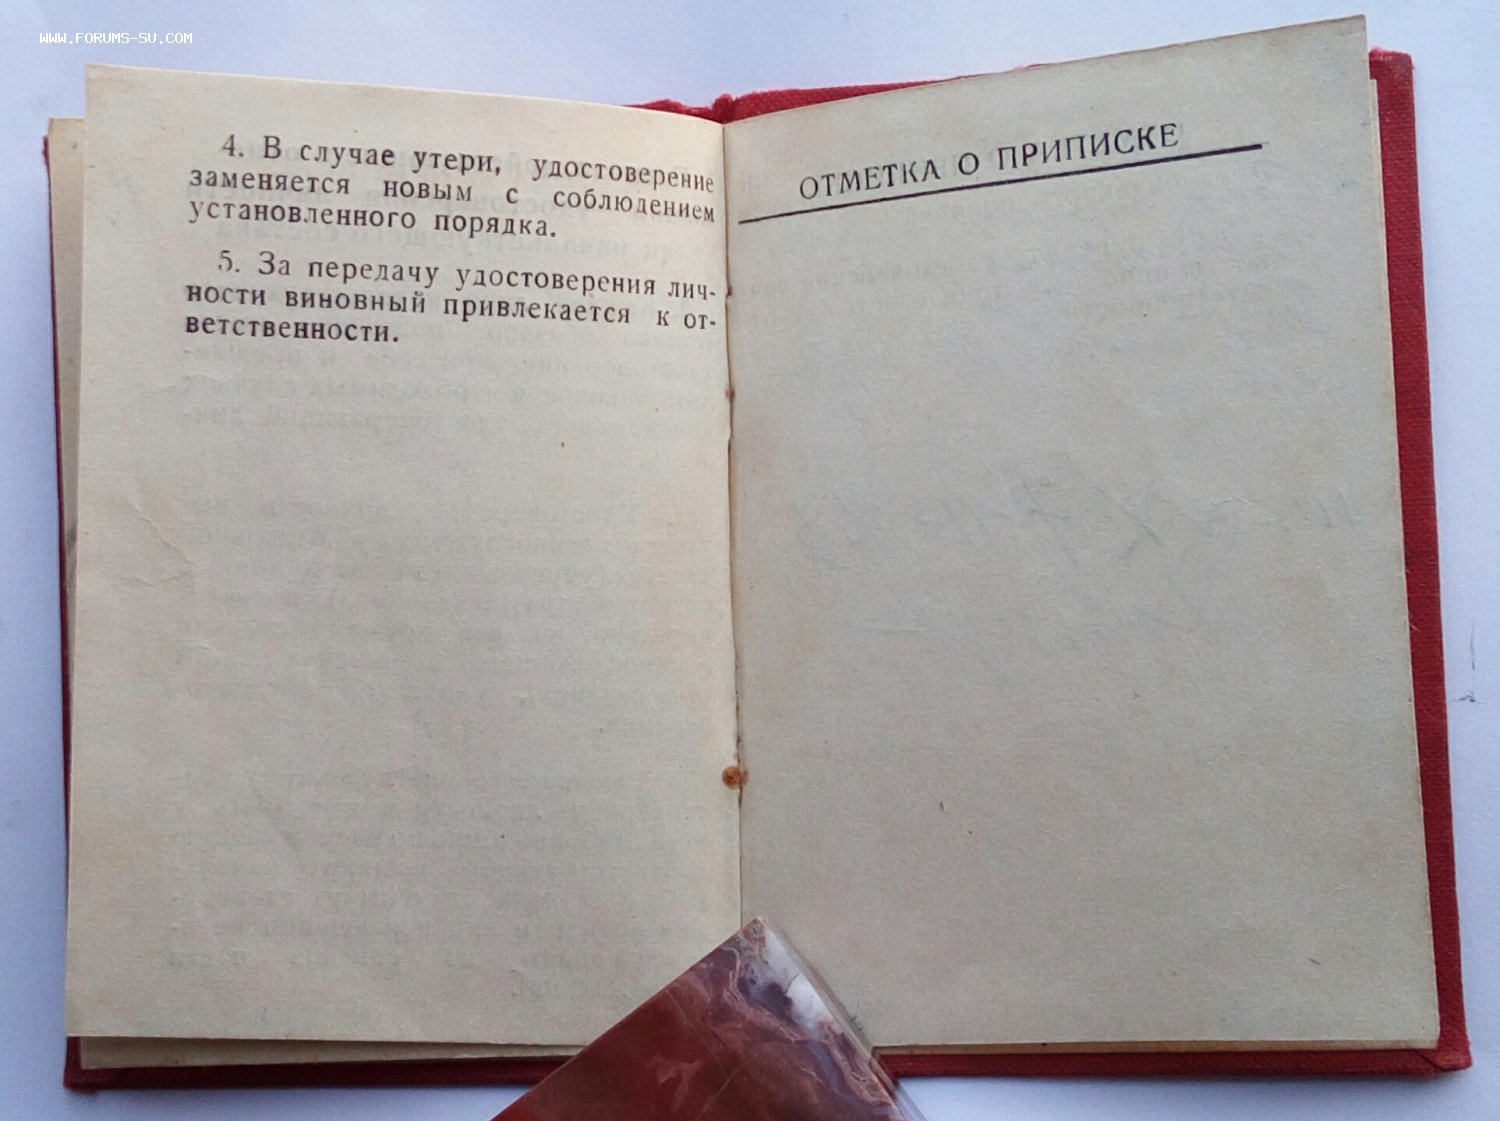 WWW.FORUMS-SU.COM
4. В случае утери, удостоверение
заменяется новым с соблюдением
установленного порядка.
5. За передачу удостоверения лич-
ности виновный привлекается к от-
ветственности.
ОТМЕТКА О ПРИПИСКЕ